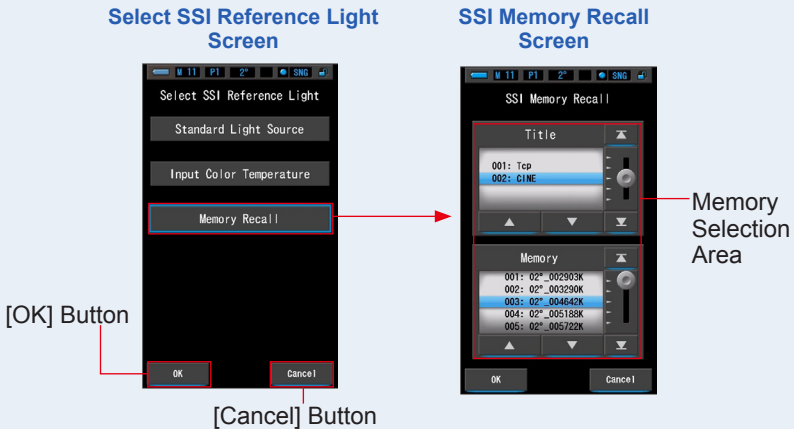 Select SSI Reference Light
Screen
M 11 P1 2° SNG
Select SSI Reference Light
Standard Light Source
Input Color Temperature
Memory Recall
OK
Cancel
[OK] Button
[Cancel] Button
SSI Memory Recall
Screen
M 11 P1 2° SNG
SSI Memory Recall
Title
001: Tcp
002: CINE
Memory
001: 02°_002903K
002: 02°_003290K
003: 02°_004642K
004: 02°_005188K
005: 02°_005722K
OK
Cancel
Memory
Selection
Area